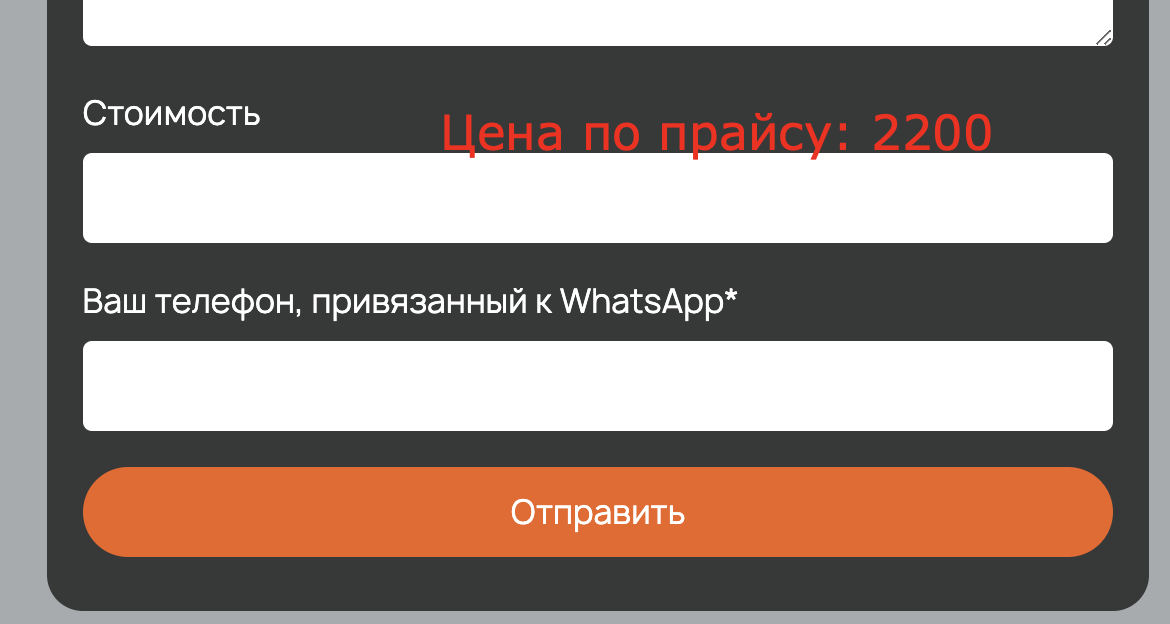 Стоимость
Цена по прайсу: 2200
Ваш телефон, привязанный к WhatsApp*
Отправить